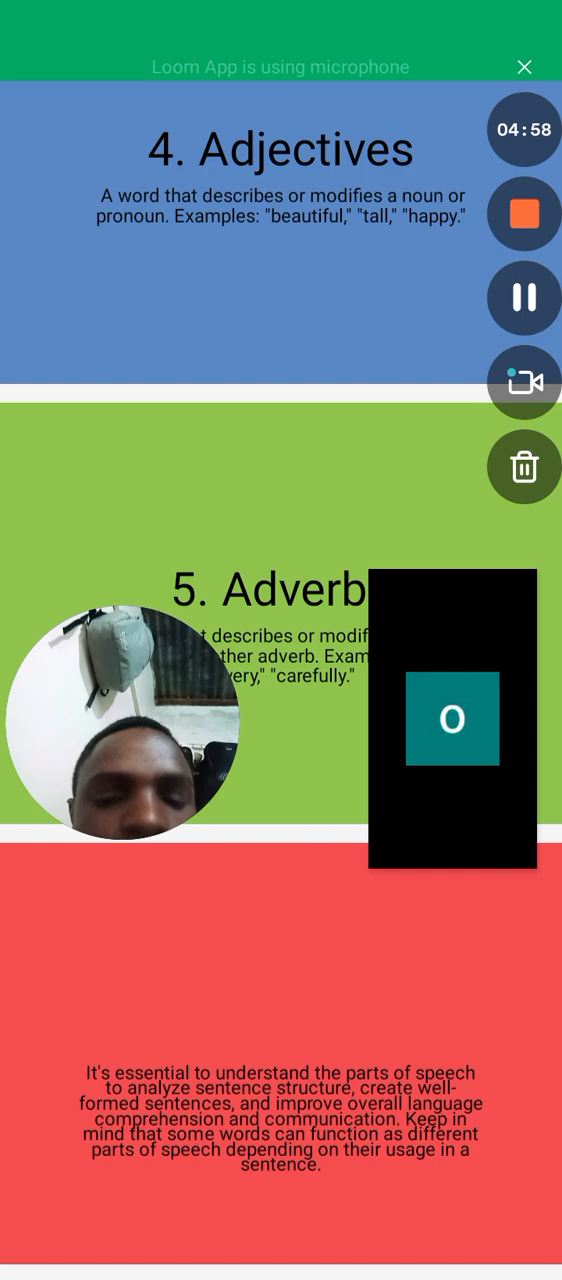 Loom App is using microphone
04:58
4. Adjectives
A word that describes or modifies a noun or
pronoun. Examples: "beautiful," "tall," "happy."
5. Adverb
t describes or modif
ther adverb. Exam
very," "carefully."
O
It's essential to understand the parts of speech
to analyze sentence structure, create well-
formed sentences, and improve overall language
comprehension and communication. Keep in
mind that some words can function as different
parts of speech depending on their usage in a
sentence.